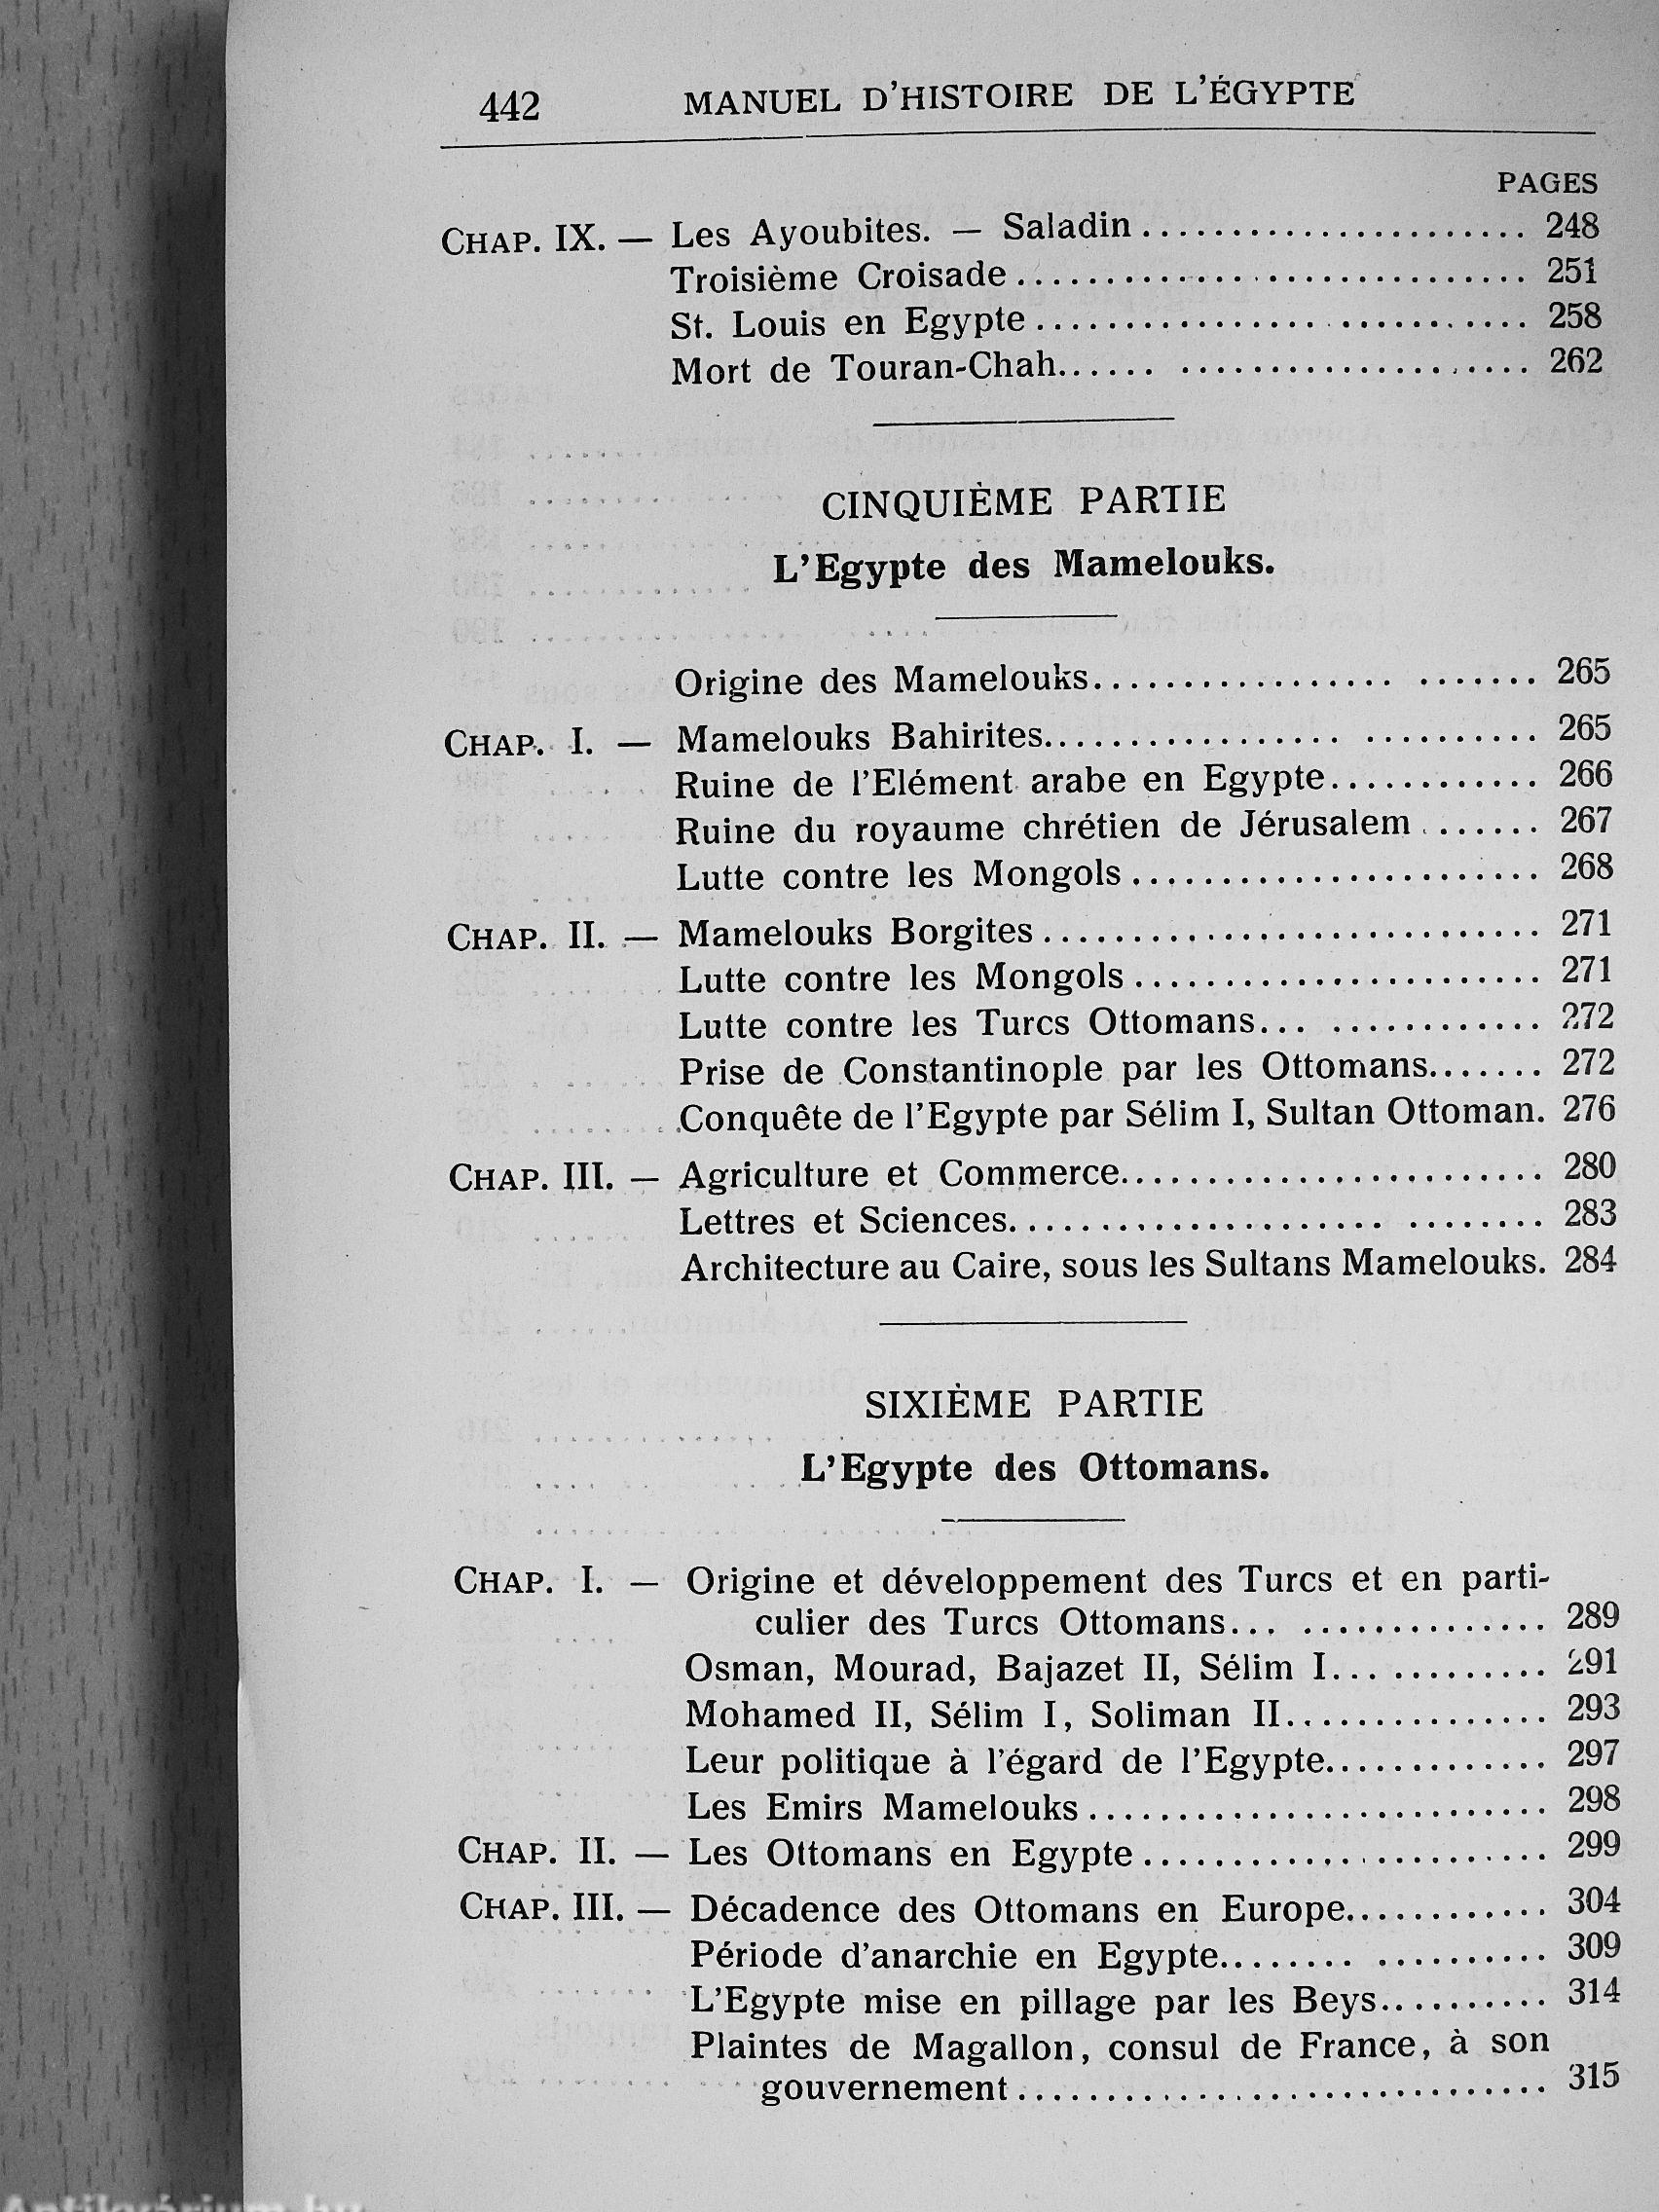 442 MANUEL D'HISTOIRE DE L'ÉGYPTE
PAGES
CHAP. IX. — Les Ayoubites. — Saladin ........................... 248
Troisième Croisade .................................... 251
St. Louis en Egypte ................................... 258
Mort de Touran-Chah...... ......................... 262
CINQUIÈME PARTIE
L'Egypte des Mamelouks.
Origine des Mamelouks................. ....... 265
CHAP. I. — Mamelouks Bahirites................. .......... 265
Ruine de l'Elément arabe en Egypte............ 266
Ruine du royaume chrétien de Jérusalem ....... 267
Lutte contre les Mongols ....................... 268
CHAP. II. — Mamelouks Borgites ............................ 271
Lutte contre les Mongols ....................... 271
Lutte contre les Turcs Ottomans... ............ 272
Prise de Constantinople par les Ottomans....... 272
Conquête de l'Egypte par Sélim I, Sultan Ottoman. 276
CHAP. III. — Agriculture et Commerce........................ 280
Lettres et Sciences..................... ........ 283
Architecture au Caire, sous les Sultans Mamelouks. 284
SIXIÈME PARTIE
L'Egypte des Ottomans.
CHAP. I. — Origine et développement des Turcs et en parti-
culier des Turcs Ottomans... .............. 289
Osman, Mourad, Bajazet II, Sélim I............ 291
Mohamed II, Sélim I, Soliman II............... 293
Leur politique à l'égard de l'Egypte............. 297
Les Emirs Mamelouks .......................... 298
CHAP. II. — Les Ottomans en Egypte ....................... 299
CHAP. III. — Décadence des Ottomans en Europe............ 304
Période d'anarchie en Egypte........ .......... 309
L'Egypte mise en pillage par les Beys.......... 314
Plaintes de Magallon, consul de France, à son
gouvernement .............................. 315